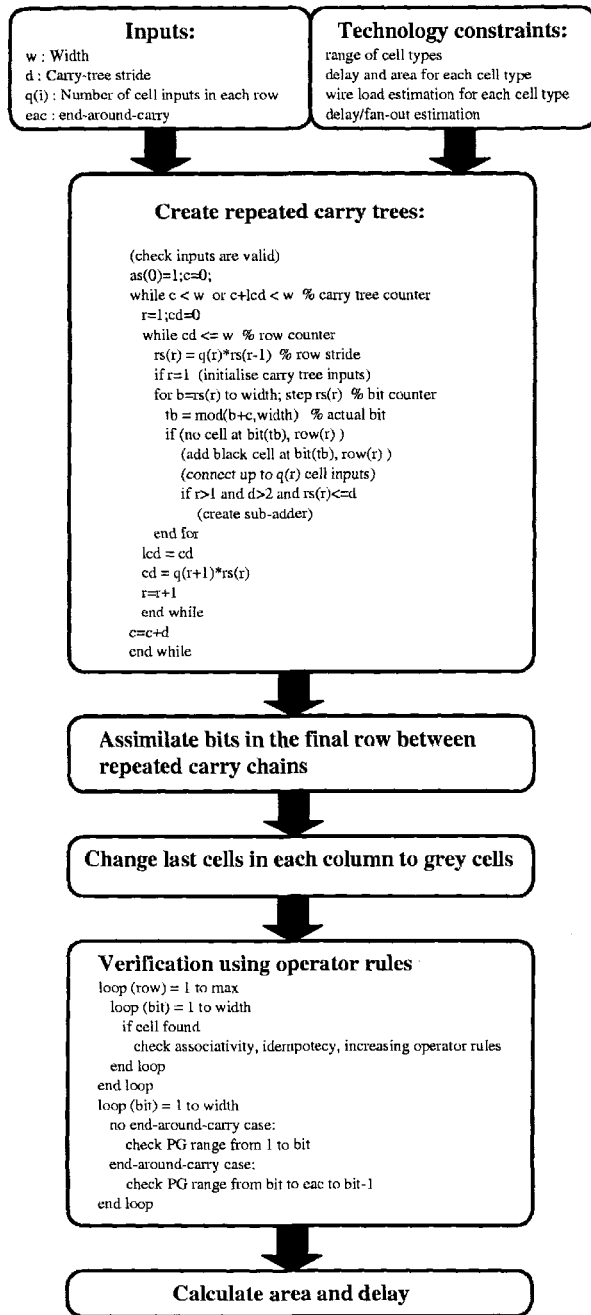 Inputs:
w : Width
d : Carry-tree stride
q(i) : Number of cell inputs in each row
eac : end-around-carry
Technology constraints:
range of cell types
delay and area for each cell type
wire load estimation for each cell type
delay/fan-out estimation
Create repeated carry trees:
(check inputs are valid)
as(0)=1;c=0;
while c < w or c+lcd < w % carry tree counter
r=1;cd=0
while cd <= w % row counter
rs(r) = q(r)*rs(r-1) % row stride
if r=1 (initialise carry tree inputs)
for b=rs(r) to width; step rs(r) % bit counter
tb = mod(b+c,width) % actual bit
if (no cell at bit(tb), row(r) )
(add black cell at bit(tb), row(r) )
(connect up to q(r) cell inputs)
if r>1 and d>2 and rs(r)<=d
(create sub-adder)
end for
lcd = cd
cd = q(r+1)*rs(r)
r=r+1
end while
c=c+d
end while
Assimilate bits in the final row between
repeated carry chains
Change last cells in each column to grey cells
Verification using operator rules
loop (row) = 1 to max
loop (bit) = 1 to width
if cell found
check associativity, idempotecy, increasing operator rules
end loop
end loop
loop (bit) = 1 to width
no end-around-carry case:
check PG range from 1 to bit
end-around-carry case:
check PG range from bit to eac to bit-1
end loop
Calculate area and delay